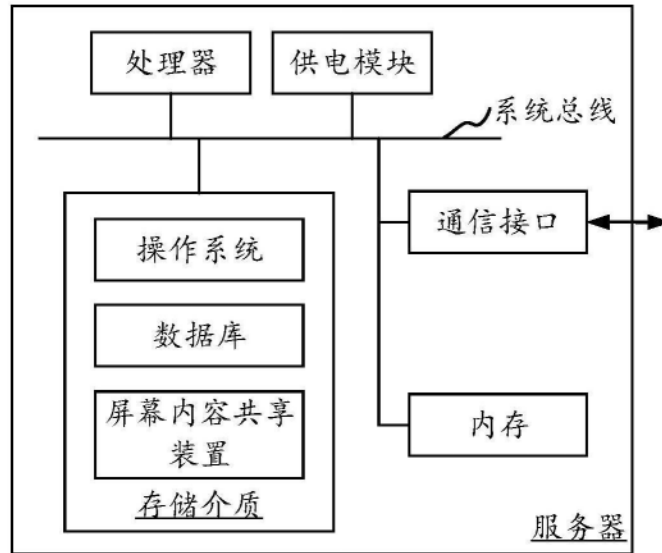 处理器
供电模块
系统总线
通信接口
操作系统
数据库
屏幕内容共享
装置
存储介质
内存
服务器